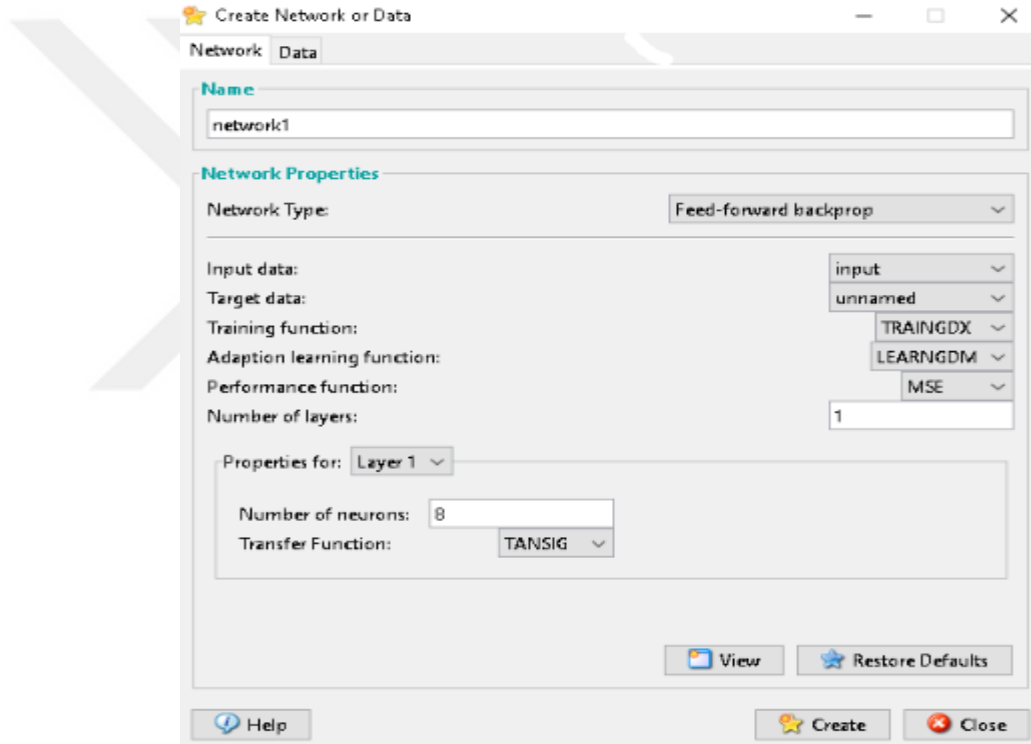 Create Network or Data
Network Data
Name
network1
Network Properties
Network Type: Feed-forward backprop
Input data: input
Target data: unnamed
Training function: TRAINGDX
Adaption learning function: LEARNGDM
Performance function: MSE
Number of layers: 1
Properties for: Layer 1
Number of neurons: 8
Transfer Function: TANSIG
View Restore Defaults
Help Create Close